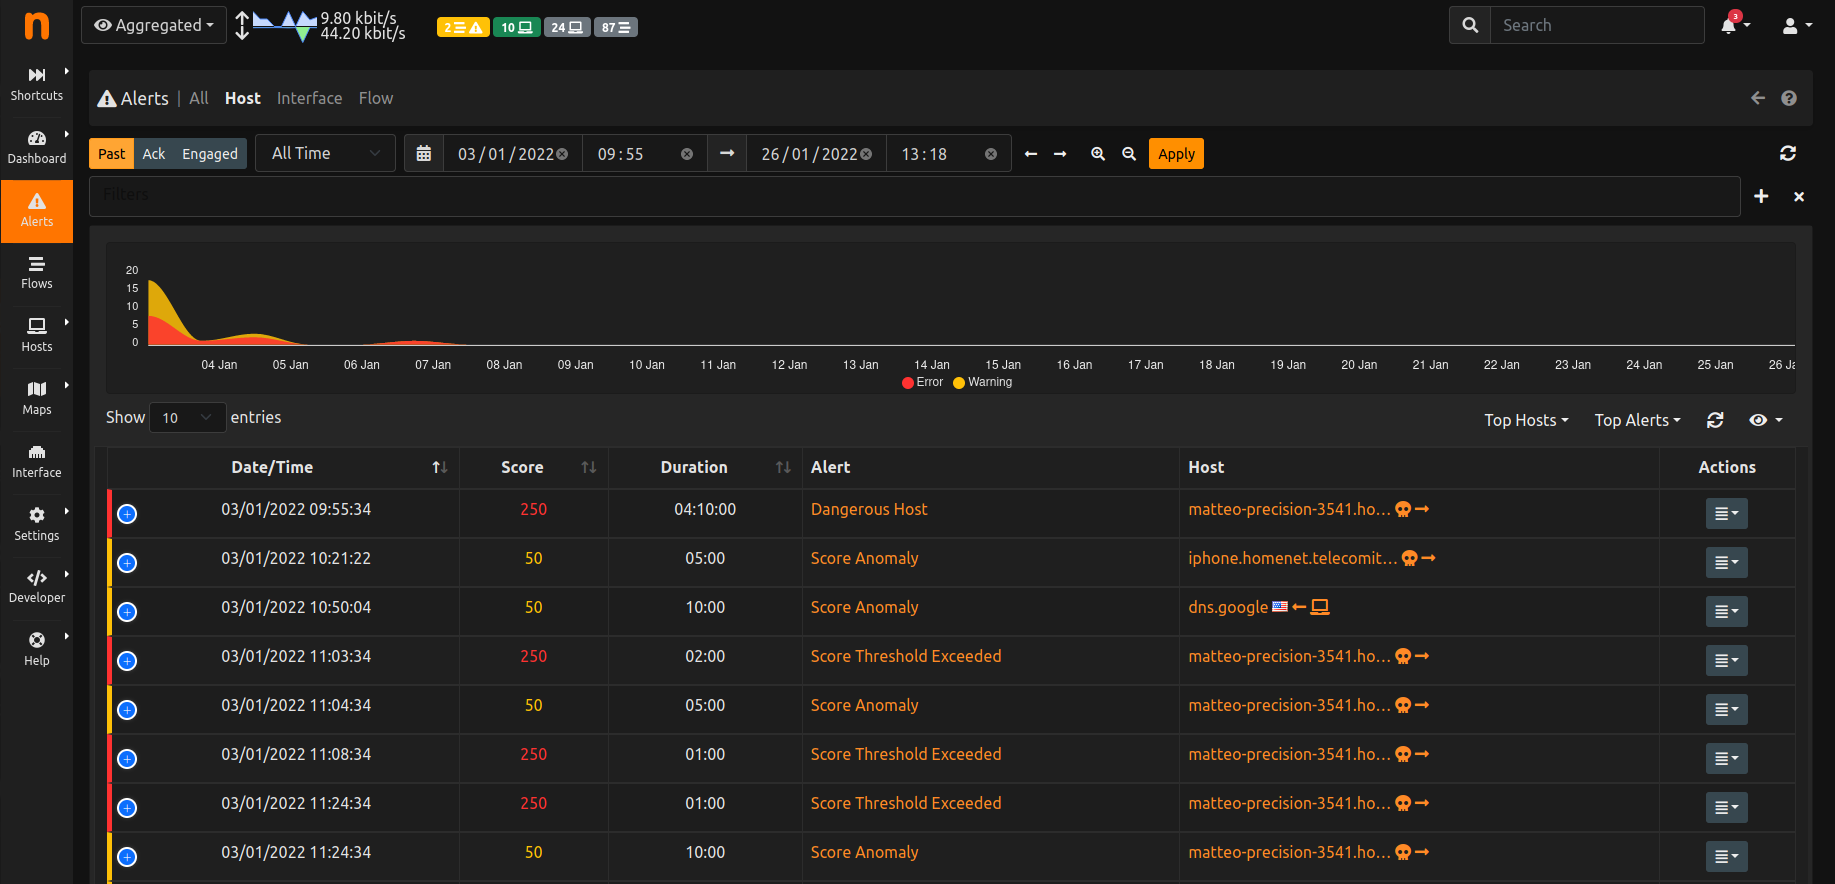 n
Aggregated
9.80 kbit/s
44.20 kbit/s
2
10
24
87
Search
3
Shortcuts
Dashboard
Alerts
Flows
Hosts
Maps
Interface
Settings
Developer
Help
Alerts | All Host Interface Flow
Past Ack Engaged All Time 03/01/2022 09:55 26/01/2022 13:18 Apply
Filters
20
15
10
5
0
04 Jan 05 Jan 06 Jan 07 Jan 08 Jan 09 Jan 10 Jan 11 Jan 12 Jan 13 Jan 14 Jan 15 Jan 16 Jan 17 Jan 18 Jan 19 Jan 20 Jan 21 Jan 22 Jan 23 Jan 24 Jan 25 Jan 26 Ja
Error Warning
Show 10 entries Top Hosts Top Alerts
Date/Time Score Duration Alert Host Actions
03/01/2022 09:55:34 250 04:10:00 Dangerous Host matteo-precision-3541.ho…
03/01/2022 10:21:22 50 05:00 Score Anomaly iphone.homenet.telecomit…
03/01/2022 10:50:04 50 10:00 Score Anomaly dns.google
03/01/2022 11:03:34 250 02:00 Score Threshold Exceeded matteo-precision-3541.ho…
03/01/2022 11:04:34 50 05:00 Score Anomaly matteo-precision-3541.ho…
03/01/2022 11:08:34 250 01:00 Score Threshold Exceeded matteo-precision-3541.ho…
03/01/2022 11:24:34 250 01:00 Score Threshold Exceeded matteo-precision-3541.ho…
03/01/2022 11:24:34 50 10:00 Score Anomaly matteo-precision-3541.ho…